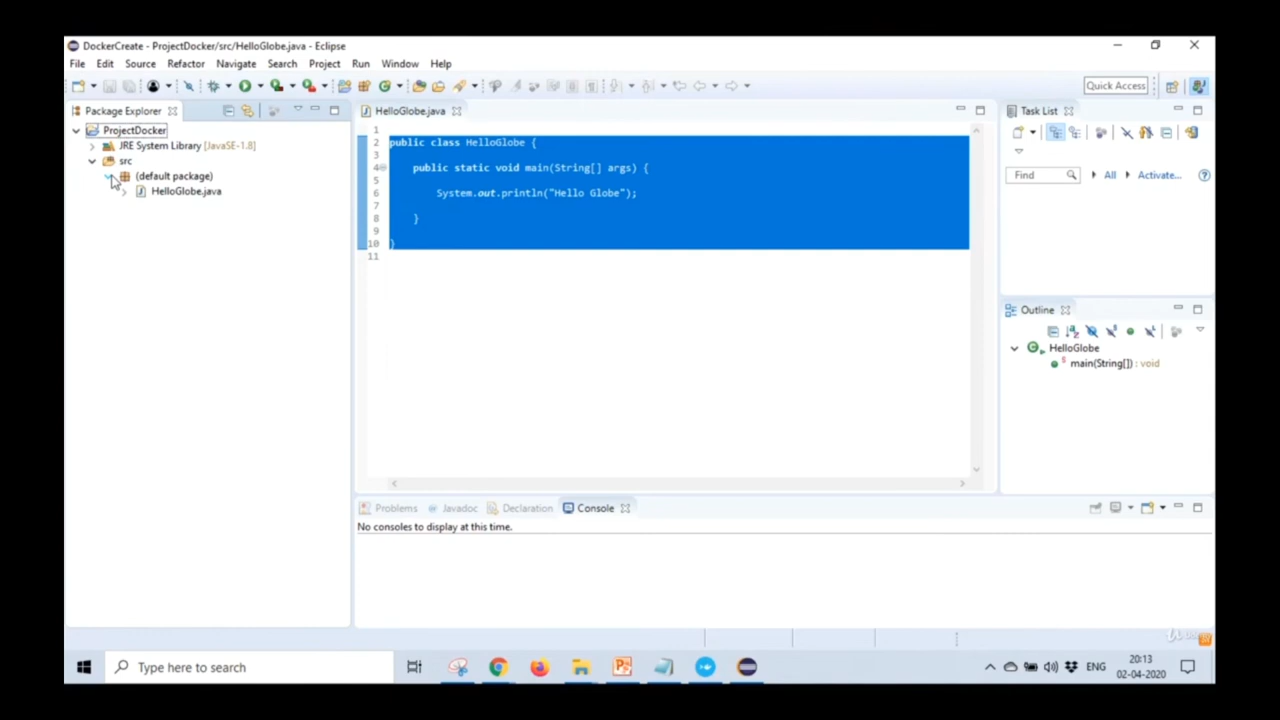 DockerCreate - ProjectDocker/src/HelloGlobe.java - Eclipse
File Edit Source Refactor Navigate Search Project Run Window Help
Quick Access
Package Explorer
ProjectDocker
JRE System Library [JavaSE-1.8]
src
(default package)
HelloGlobe.java
HelloGlobe.java
1
2 public class HelloGlobe {
3
4 public static void main(String[] args) {
5
6 System.out.println("Hello Globe");
7
8 }
9
10 }
11
Task List
Find All Activate...
Outline
HelloGlobe
main(String[]) : void
Problems Javadoc Declaration Console
No consoles to display at this time.
Type here to search
ENG
20:13
02-04-2020